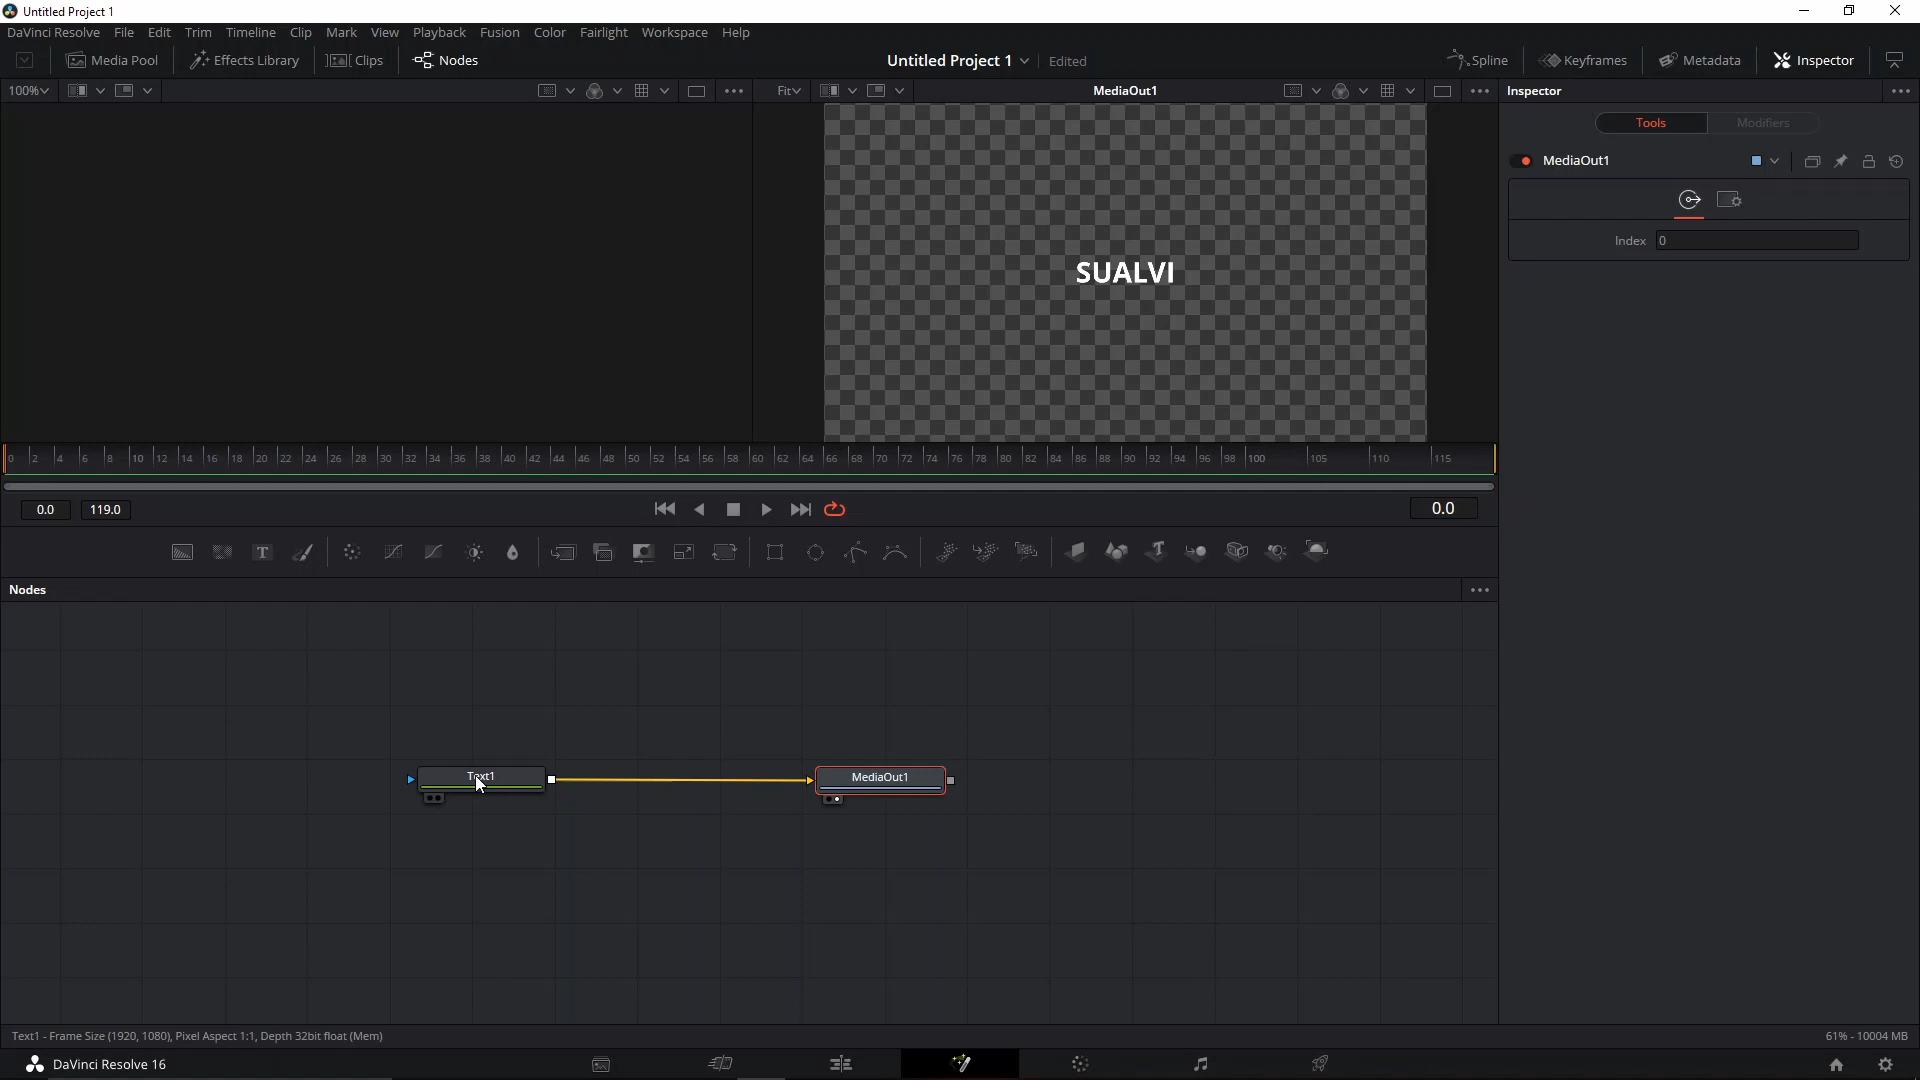 Untitled Project 1
DaVinci Resolve File Edit Trim Timeline Clip Mark View Playback Fusion Color Fairlight Workspace Help
Media Pool Effects Library Clips Nodes Untitled Project 1 Edited Spline Keyframes Metadata Inspector
100% Fit MediaOut1 Inspector
Tools Modifiers
MediaOut1
Index 0
SUALVI
0 2 4 6 8 10 12 14 16 18 20 22 24 26 28 30 32 34 36 38 40 42 44 46 48 50 52 54 56 58 60 62 64 66 68 70 72 74 76 78 80 82 84 86 88 90 92 94 96 98 100 105 110 115
0.0 119.0 0.0
T T
Nodes
Text1 MediaOut1
Text1 - Frame Size (1920, 1080), Pixel Aspect 1:1, Depth 32bit float (Mem) 61% - 10004 MB
DaVinci Resolve 16